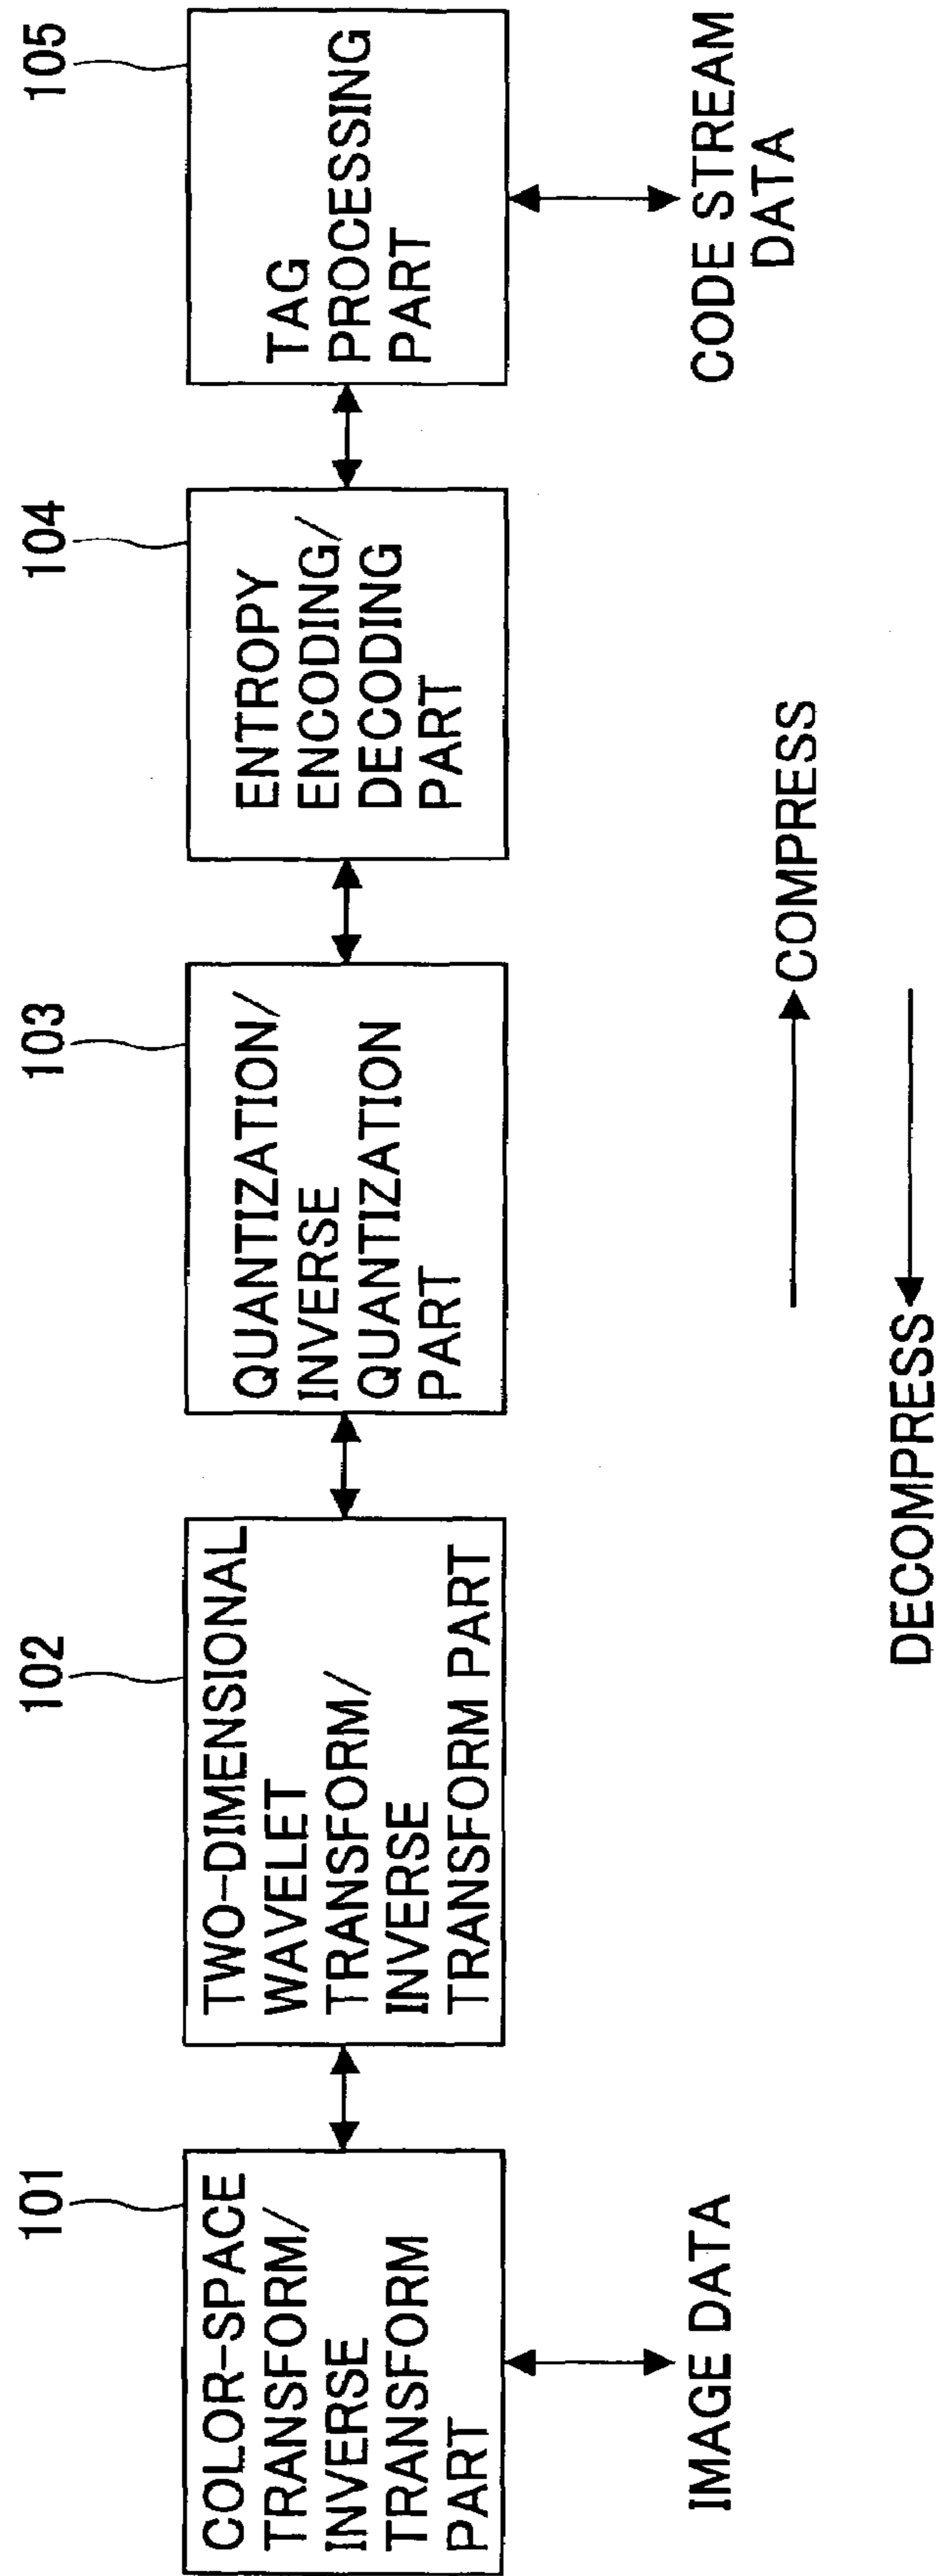 101
COLOR-SPACE
TRANSFORM/
INVERSE
TRANSFORM
PART
102
TWO-DIMENSIONAL
WAVELET
TRANSFORM/
INVERSE
TRANSFORM PART
103
QUANTIZATION/
INVERSE
QUANTIZATION
PART
104
ENTROPY
ENCODING/
DECODING
PART
105
TAG
PROCESSING
PART
IMAGE DATA
CODE STREAM
DATA
COMPRESS
DECOMPRESS